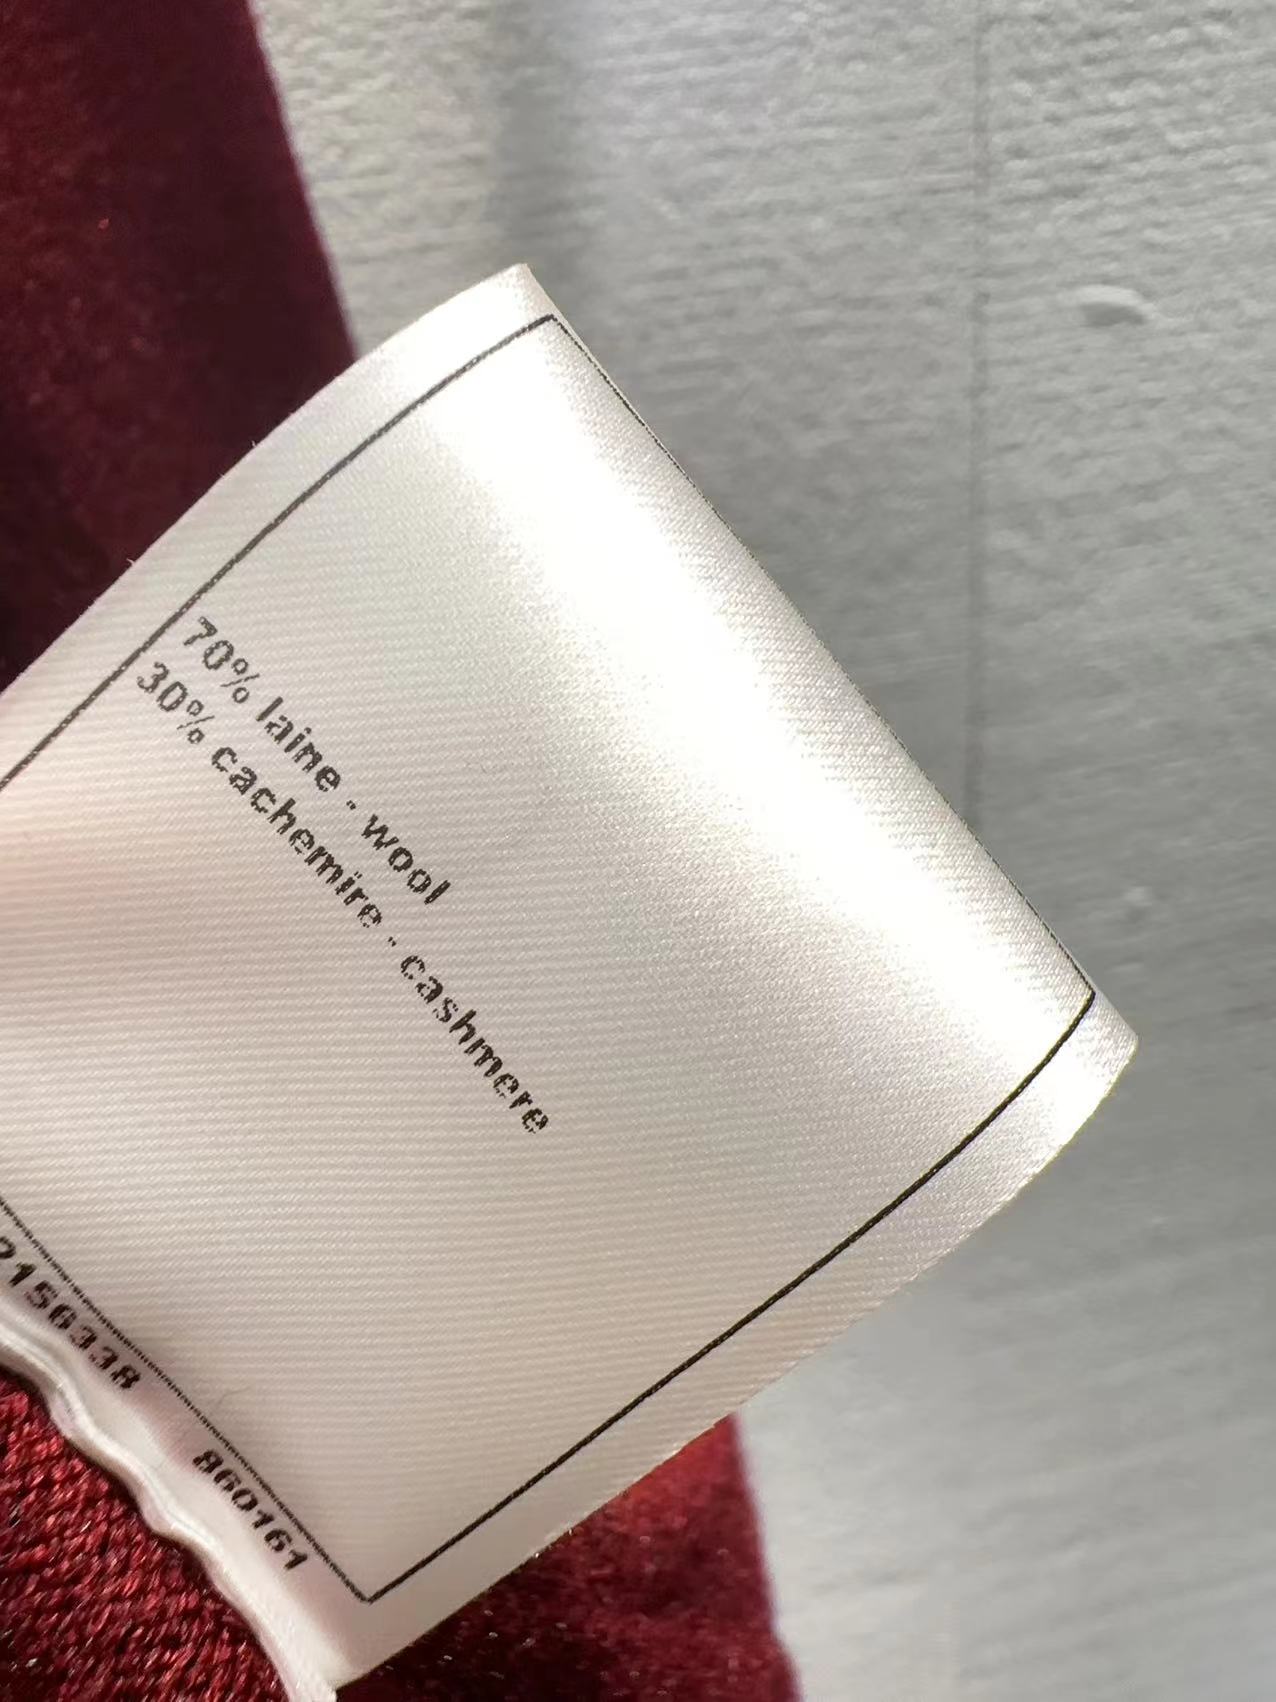 70% laine - wool
30% cachemire - cashmere
860161